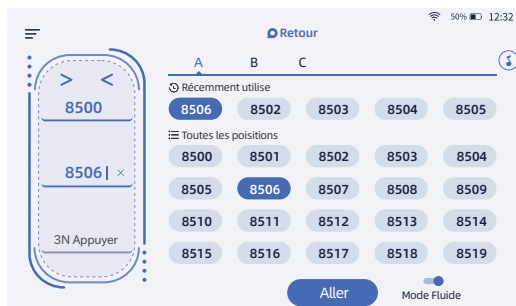 50% 12:32
Retour
> <
8500
8506 ×
3N Appuyer
A B C
Récemment utilise
8506 8502 8503 8504 8505
Toutes les poisitions
8500 8501 8502 8503 8504
8505 8506 8507 8508 8509
8510 8511 8512 8513 8514
8515 8516 8517 8518 8519
Aller
Mode Fluide